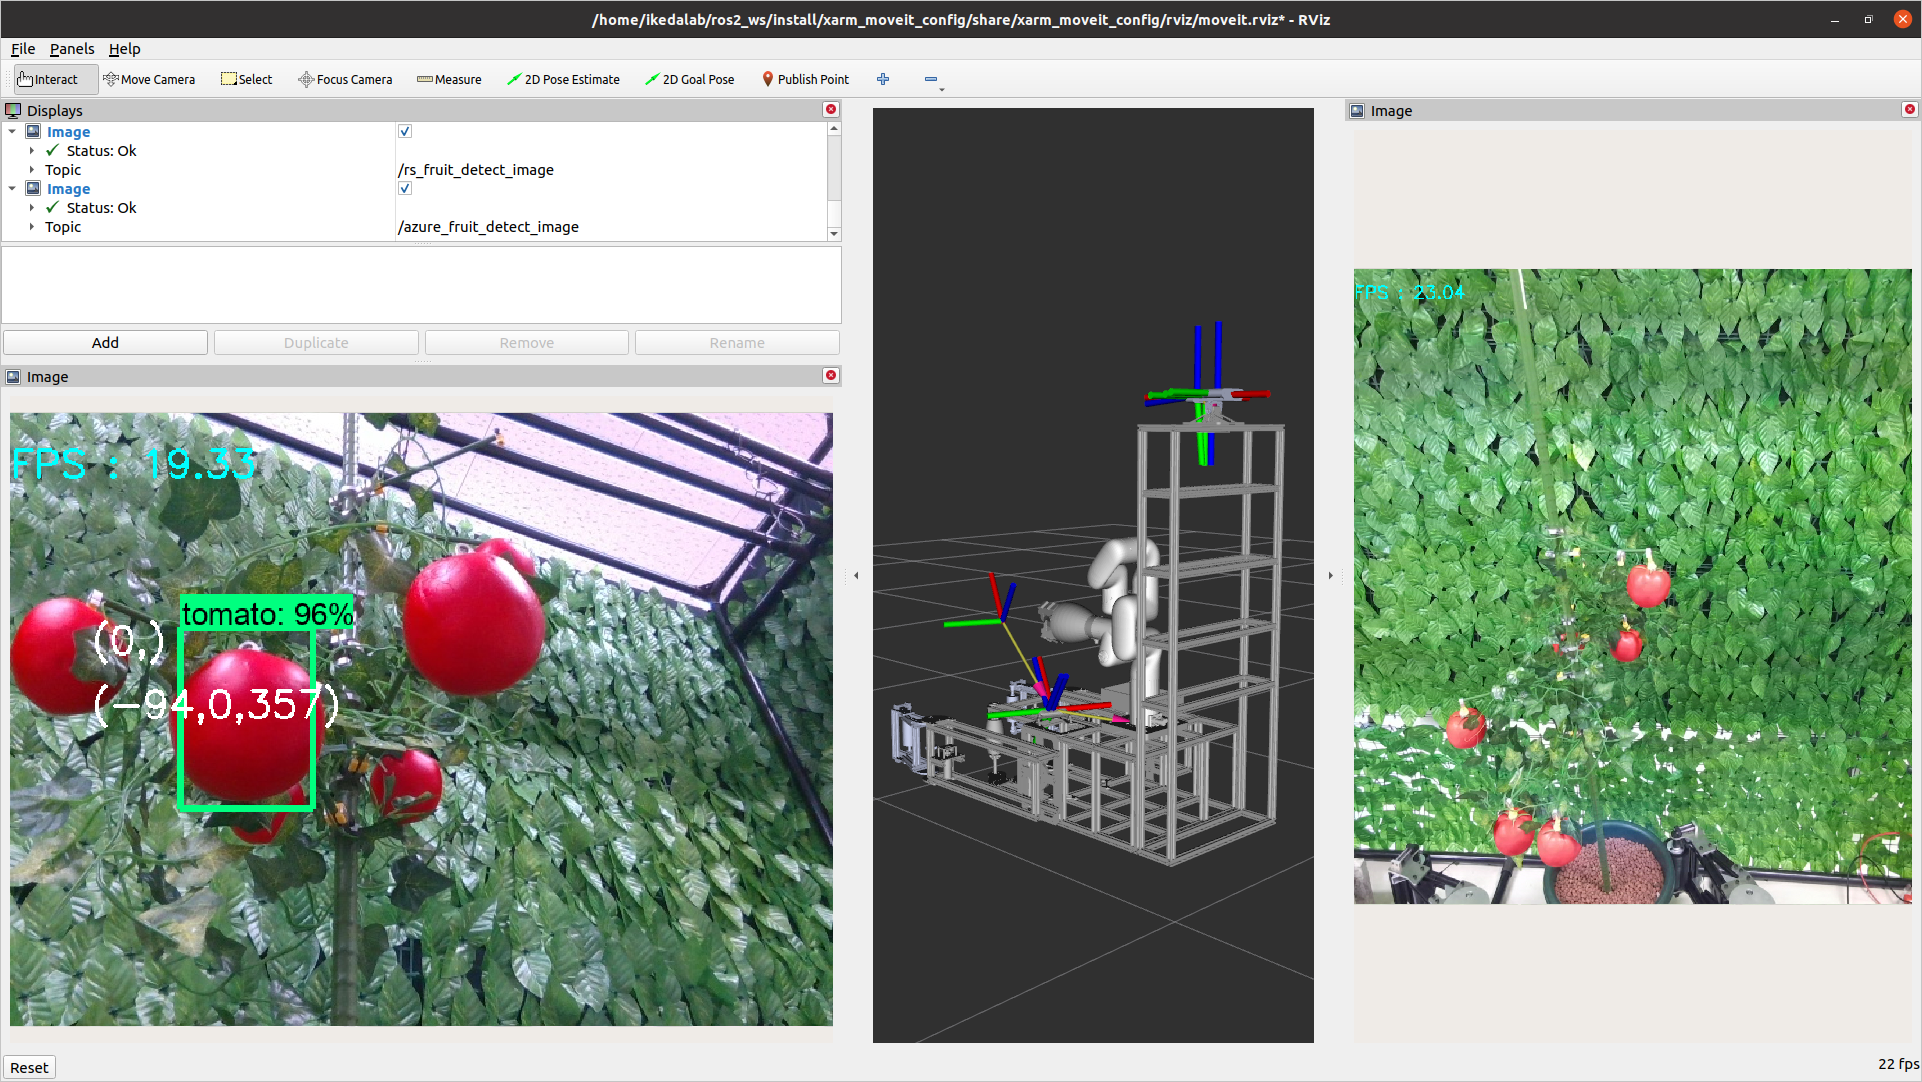 /home/ikedalab/ros2_ws/install/xarm_moveit_config/share/xarm_moveit_config/rviz/moveit.rviz* - RViz
File Panels Help
Interact Move Camera Select Focus Camera Measure 2D Pose Estimate 2D Goal Pose Publish Point
Displays
Image
Status: Ok
Topic /rs_fruit_detect_image
Image
Status: Ok
Topic /azure_fruit_detect_image
Add Duplicate Remove Rename
Image
FPS : 19.33
tomato: 96%
(0,)
(-94,0,357)
Image
FPS : 23.04
Reset
22 fps